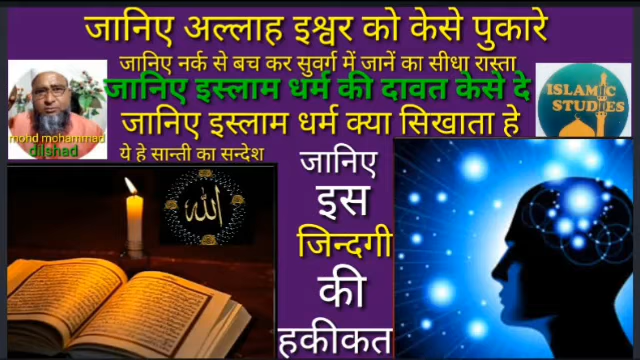 जानिए अल्लाह इश्वर को केसे पुकारे
जानिए नर्क से बच कर सुवर्ग में जानें का सीधा रास्ता
जानिए इस्लाम धर्म की दावत केसे दे
जानिए इस्लाम धर्म क्या सिखाता हे
ये हे सान्ती का सन्देश
mohd mohammad
dilshad
ISLAMIC
STUDIES
الله
जानिए
इस
जिन्दगी
की
हकीकत